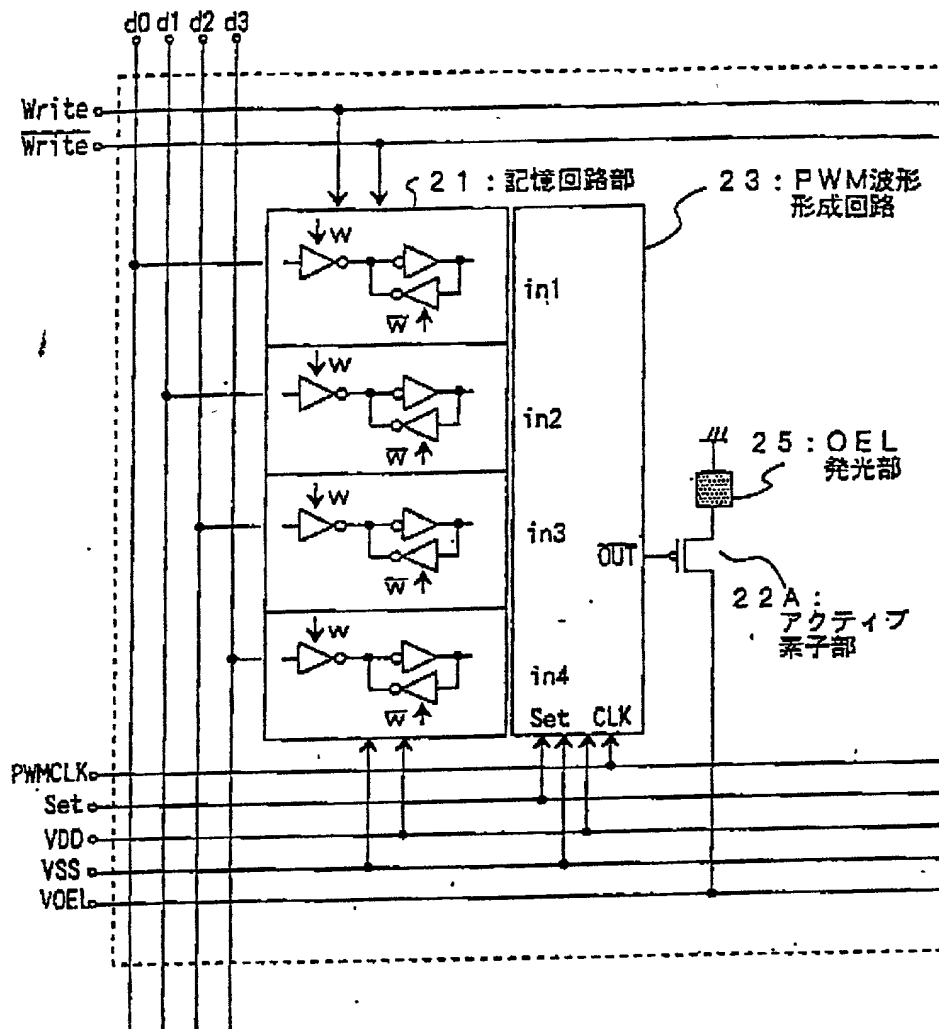 d0 d1 d2 d3
Write
W̅r̅i̅t̅e̅
21:記憶回路部
23:PWM波形
形成回路
W
W̅
in1
W
W̅
in2
W
W̅
in3
W
W̅
in4
O̅U̅T̅
Set CLK
25:OEL
発光部
22A:
アクティブ
素子部
PWMCLK
Set
VDD
VSS
VOEL